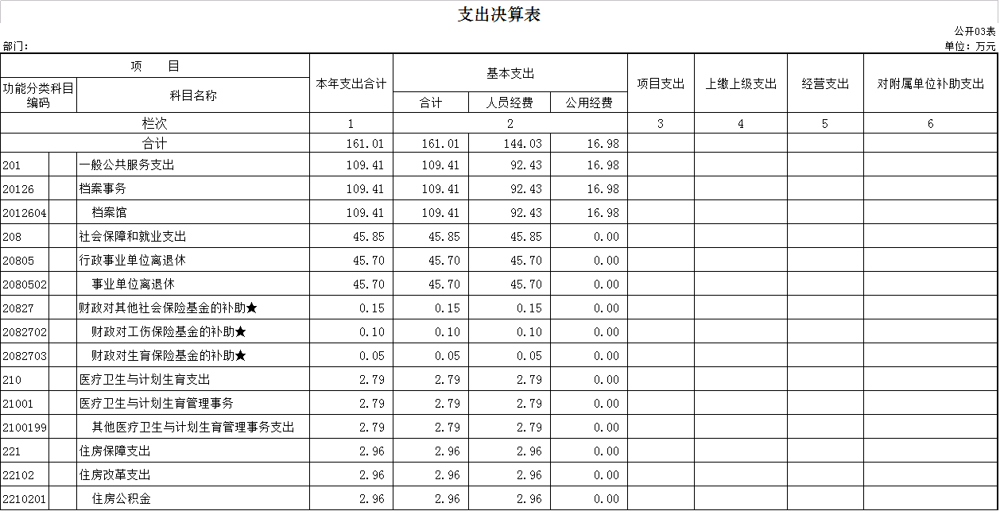 支出决算表
公开03表
部门：
单位：万元
项 目 本年支出合计 基本支出 项目支出 上缴上级支出 经营支出 对附属单位补助支出
功能分类科目编码 科目名称 合计 人员经费 公用经费
栏次 1 2 3 4 5 6
合计 161.01 161.01 144.03 16.98
201 一般公共服务支出 109.41 109.41 92.43 16.98
20126 档案事务 109.41 109.41 92.43 16.98
2012604 档案馆 109.41 109.41 92.43 16.98
208 社会保障和就业支出 45.85 45.85 45.85 0.00
20805 行政事业单位离退休 45.70 45.70 45.70 0.00
2080502 事业单位离退休 45.70 45.70 45.70 0.00
20827 财政对其他社会保险基金的补助★ 0.15 0.15 0.15 0.00
2082702 财政对工伤保险基金的补助★ 0.10 0.10 0.10 0.00
2082703 财政对生育保险基金的补助★ 0.05 0.05 0.05 0.00
210 医疗卫生与计划生育支出 2.79 2.79 2.79 0.00
21001 医疗卫生与计划生育管理事务 2.79 2.79 2.79 0.00
2100199 其他医疗卫生与计划生育管理事务支出 2.79 2.79 2.79 0.00
221 住房保障支出 2.96 2.96 2.96 0.00
22102 住房改革支出 2.96 2.96 2.96 0.00
2210201 住房公积金 2.96 2.96 2.96 0.00